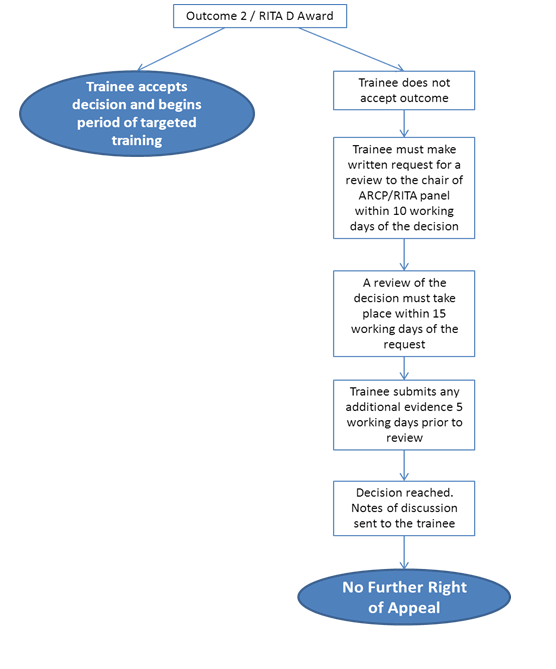 Outcome 2 / RITA D Award
Trainee accepts
decision and begins
period of targeted
training
Trainee does not
accept outcome
Trainee must make
written request for a
review to the chair of
ARCP/RITA panel
within 10 working
days of the decision
A review of the
decision must take
place within 15
working days of the
request
Trainee submits any
additional evidence 5
working days prior to
review
Decision reached.
Notes of discussion
sent to the trainee
No Further Right
of Appeal